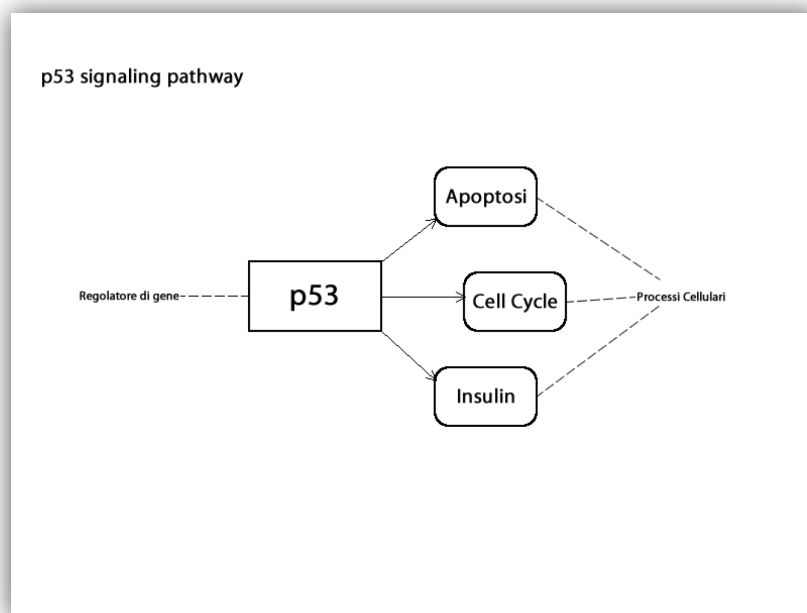 p53 signaling pathway
Apoptosi
Regolatore di gene
p53
Cell Cycle
Processi Cellulari
Insulin